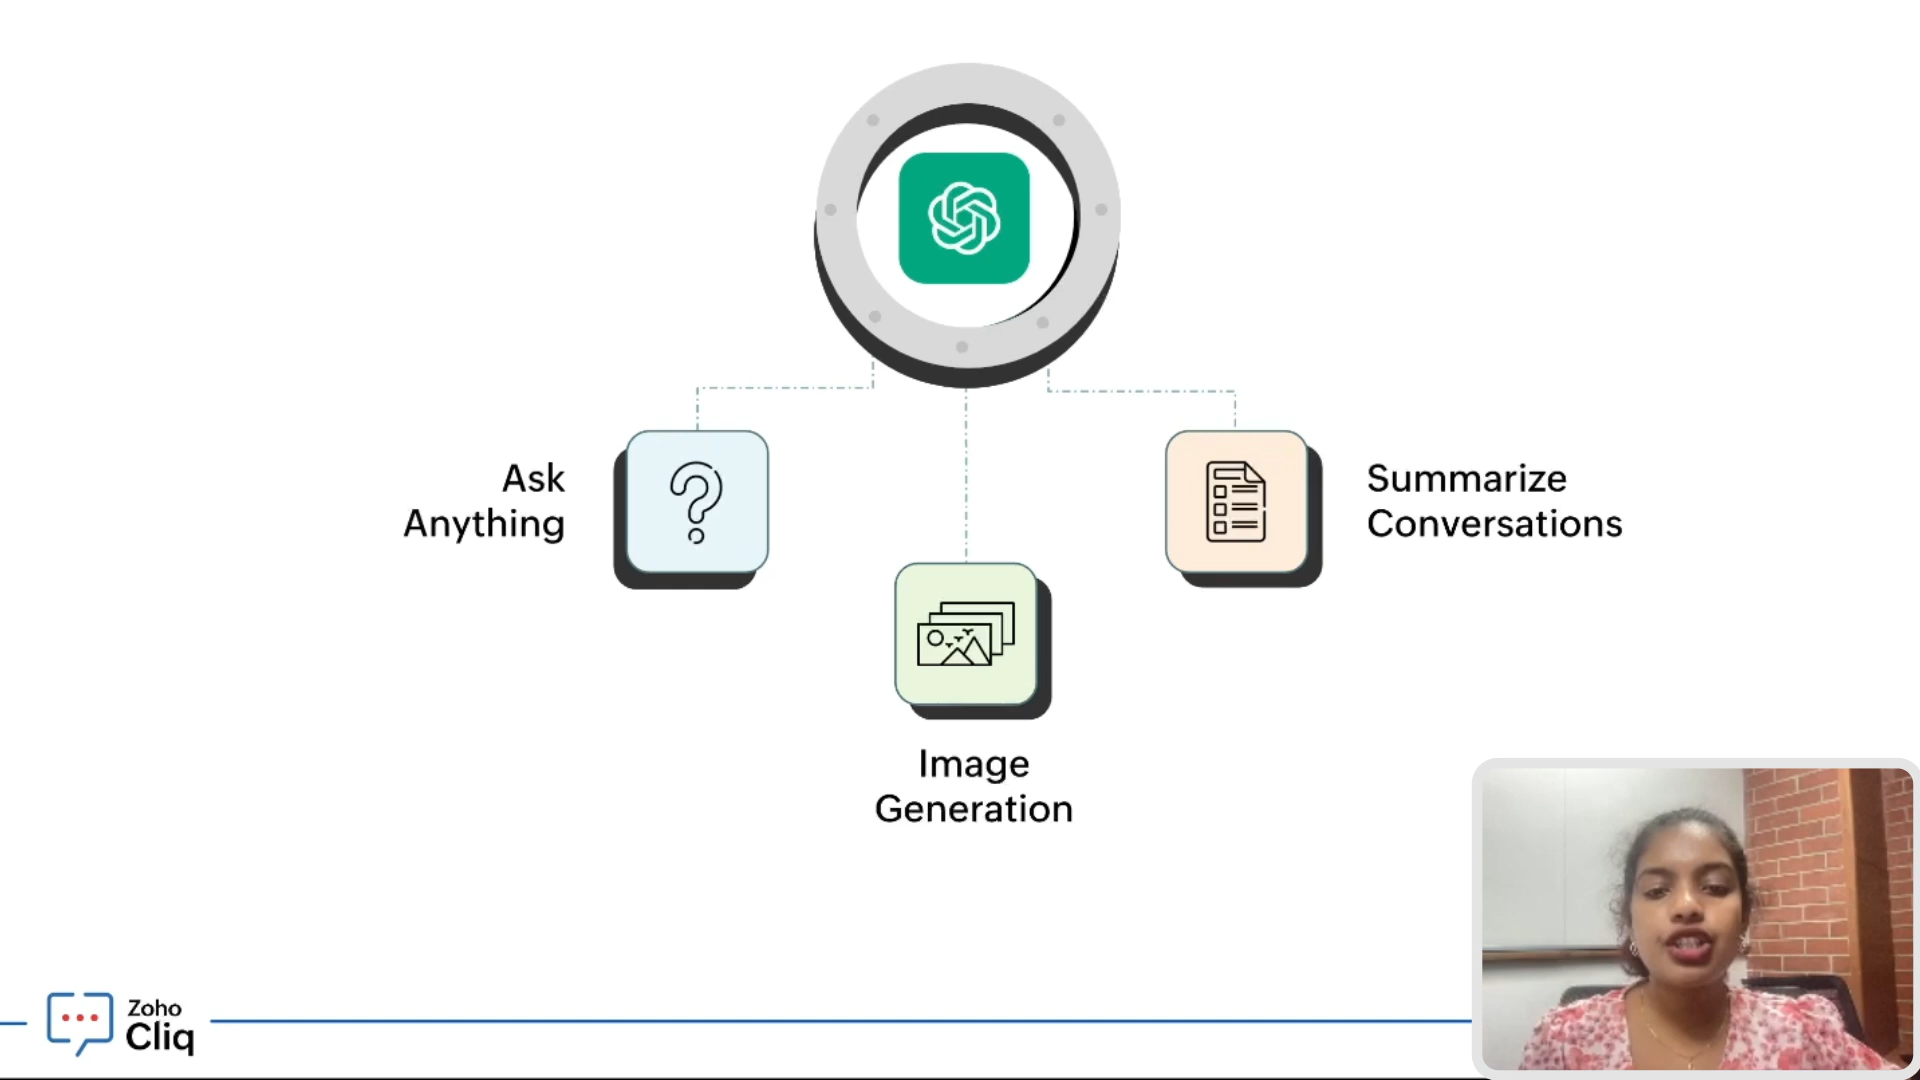 Ask
Anything
Summarize
Conversations
Image
Generation
Zoho
Cliq